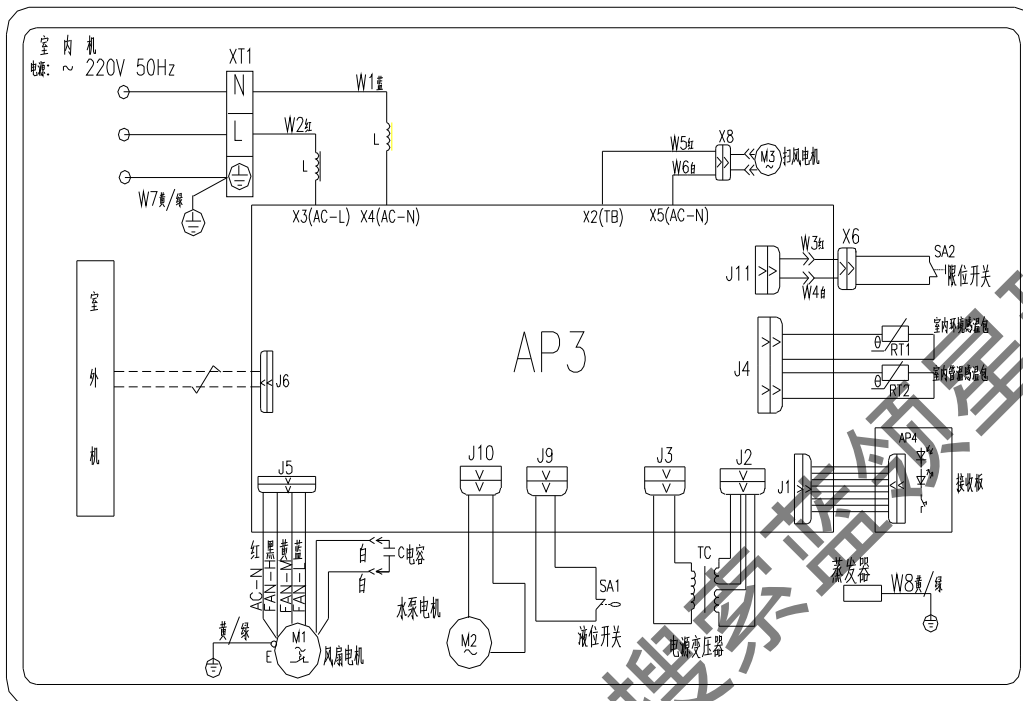 室 内 机
电源: ~ 220V 50Hz
XT1
N
L
W1蓝
W2红
L
L
W7黄/绿
X3(AC-L)
X4(AC-N)
X2(TB)
X5(AC-N)
W5红
W6白
X8
M3
扫风电机
J11
W3红
W4白
X6
SA2
限位开关
室
外
机
J6
AP3
J4
θ
RT1
室内环境感温包
θ
RT2
室内管温感温包
J5
J10
J9
J3
J2
J1
AP4
接收板
红
黑
黄
蓝
AC-N
FAN-H
FAN-M
FAN-L
白
白
C电容
黄/绿
E
M1
风扇电机
水泵电机
M2
SA1
液位开关
TC
电源变压器
蒸发器
W8黄/绿
搜索蓝领星球